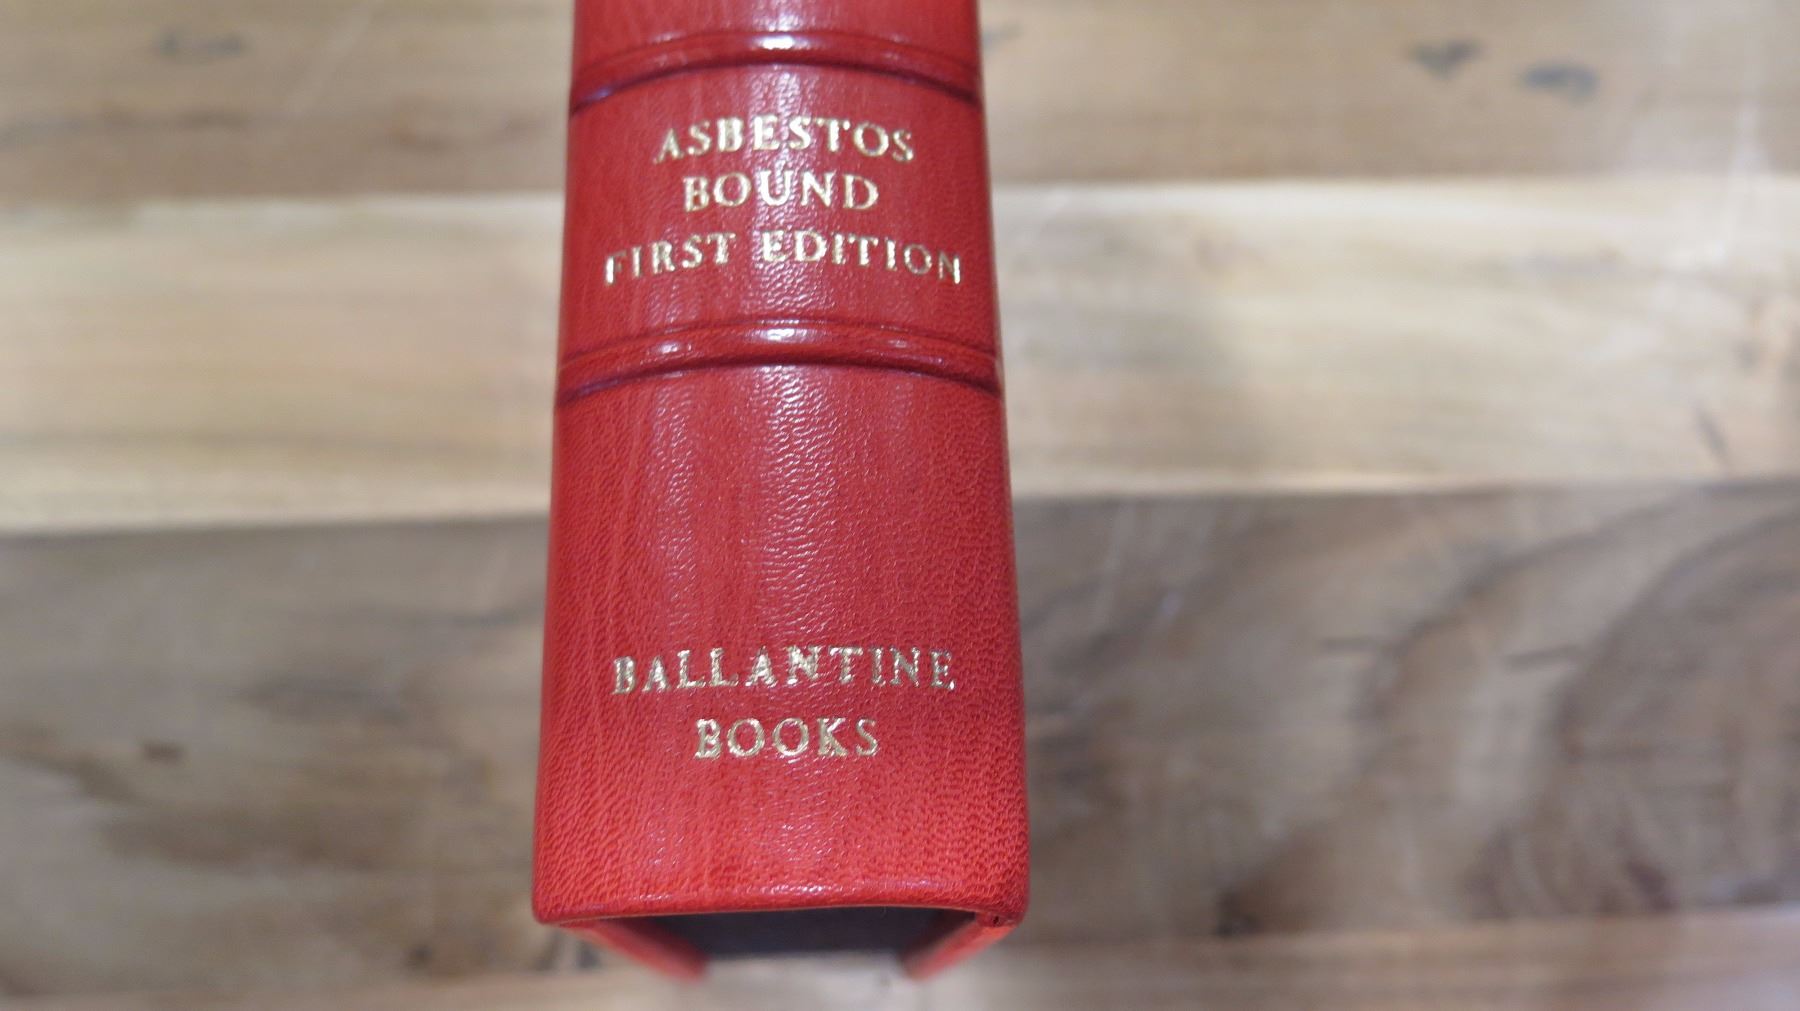 ASBESTOS
BOUND
FIRST EDITION
BALLANTINE
BOOKS